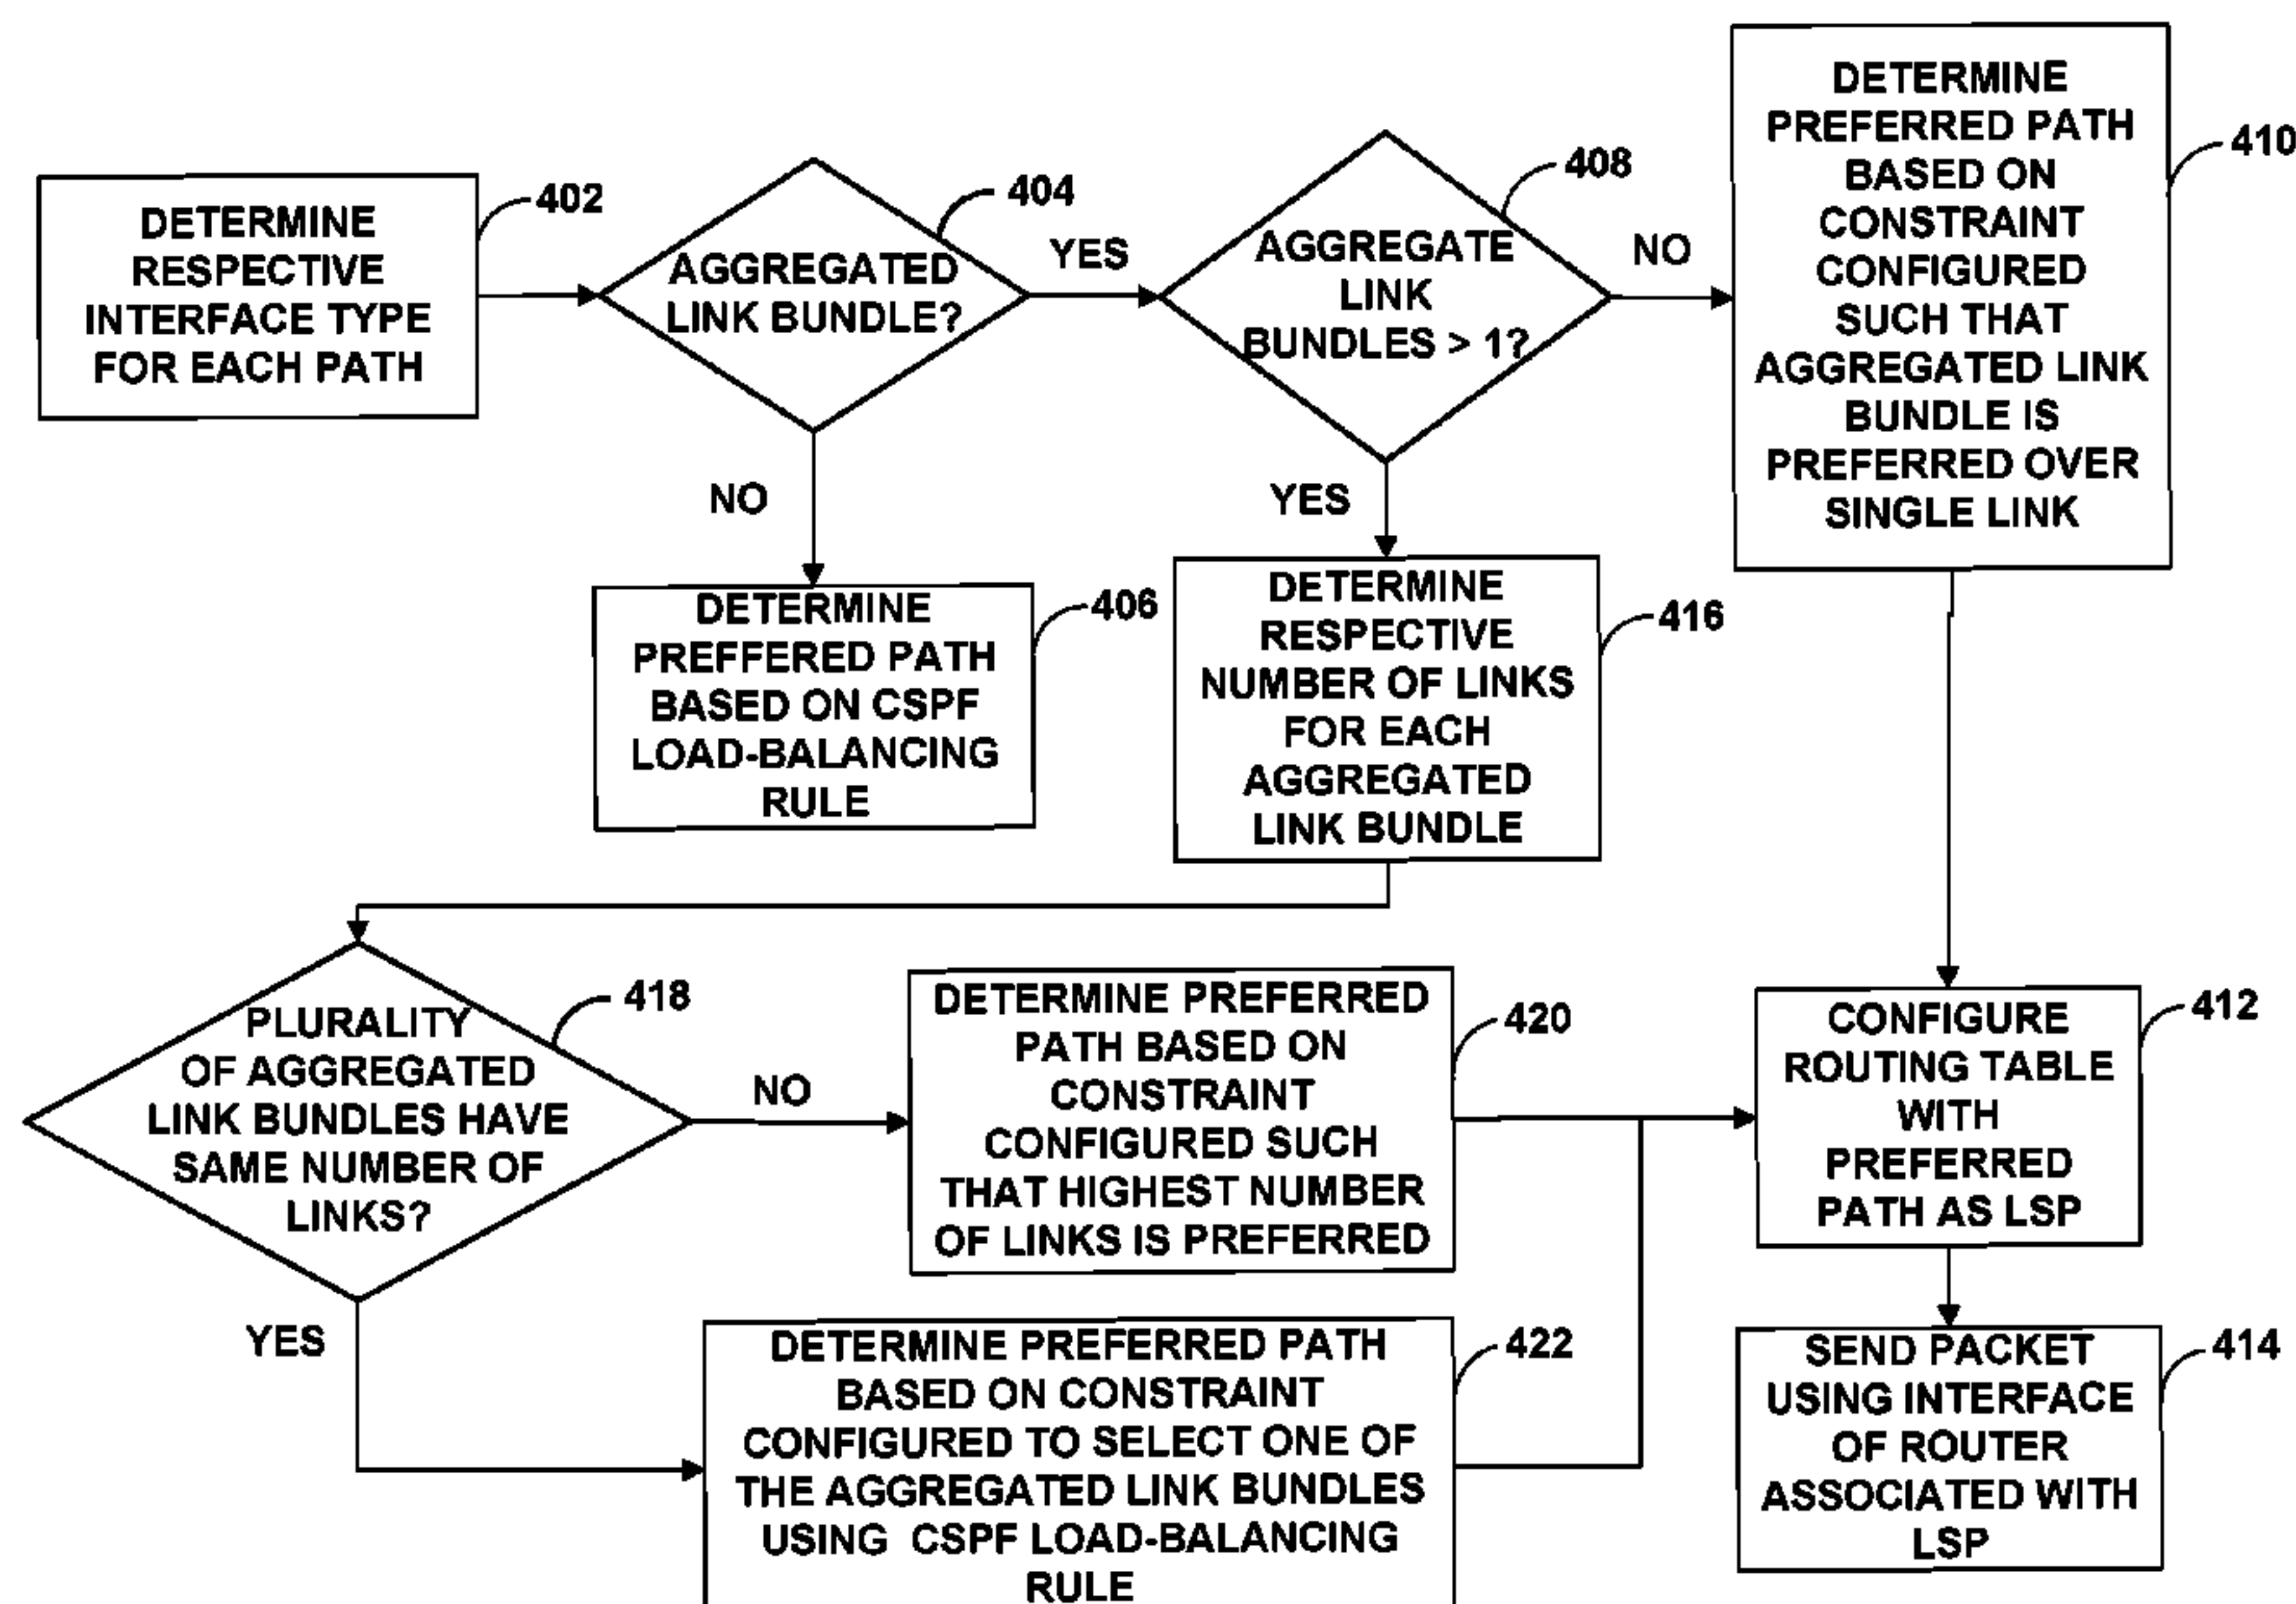 DETERMINE
RESPECTIVE
INTERFACE TYPE
FOR EACH PATH
402
AGGREGATED
LINK BUNDLE?
404
YES
NO
AGGREGATE
LINK
BUNDLES > 1?
408
NO
YES
DETERMINE
PREFERRED PATH
BASED ON
CONSTRAINT
CONFIGURED
SUCH THAT
AGGREGATED LINK
BUNDLE IS
PREFERRED OVER
SINGLE LINK
410
DETERMINE
PREFFERED PATH
BASED ON CSPF
LOAD-BALANCING
RULE
406
DETERMINE
RESPECTIVE
NUMBER OF LINKS
FOR EACH
AGGREGATED
LINK BUNDLE
416
PLURALITY
OF AGGREGATED
LINK BUNDLES HAVE
SAME NUMBER OF
LINKS?
418
NO
YES
DETERMINE PREFERRED
PATH BASED ON
CONSTRAINT
CONFIGURED SUCH
THAT HIGHEST NUMBER
OF LINKS IS PREFERRED
420
CONFIGURE
ROUTING TABLE
WITH
PREFERRED
PATH AS LSP
412
DETERMINE PREFERRED PATH
BASED ON CONSTRAINT
CONFIGURED TO SELECT ONE OF
THE AGGREGATED LINK BUNDLES
USING CSPF LOAD-BALANCING
RULE
422
SEND PACKET
USING INTERFACE
OF ROUTER
ASSOCIATED WITH
LSP
414